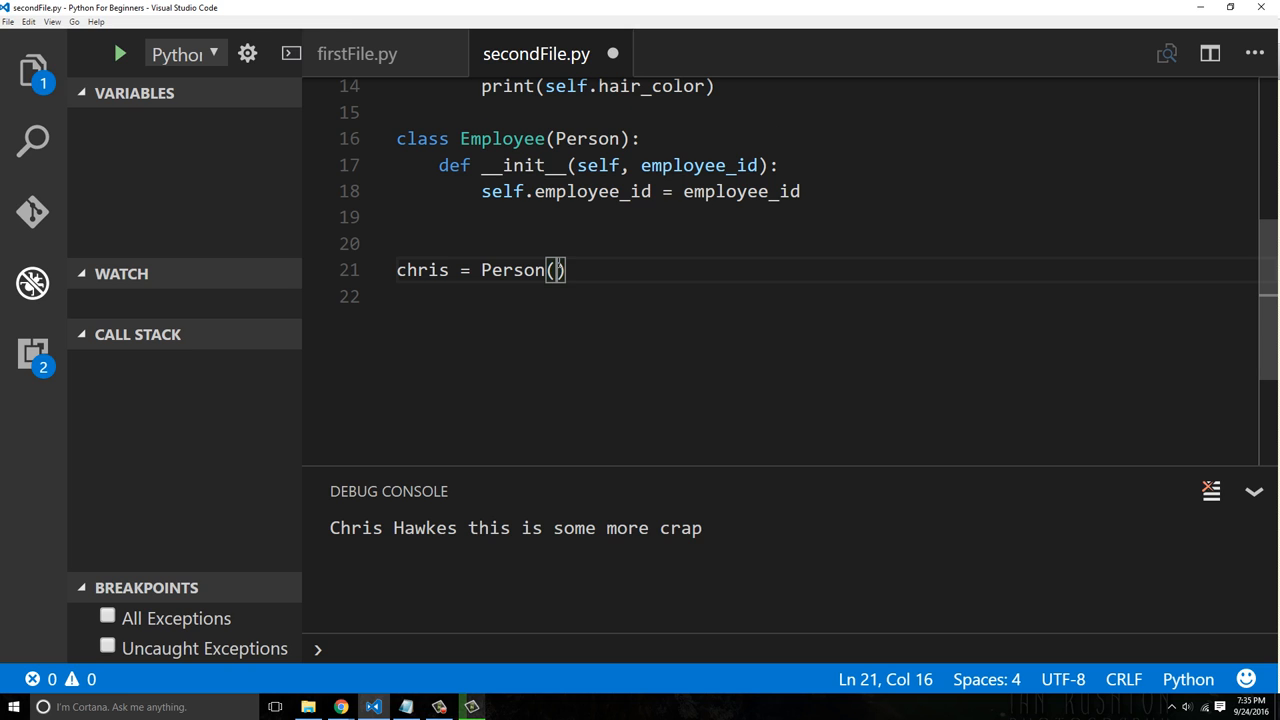 secondFile.py - Python For Beginners - Visual Studio Code
File Edit View Go Help
Python
firstFile.py
secondFile.py
1
VARIABLES
WATCH
CALL STACK
2
BREAKPOINTS
All Exceptions
Uncaught Exceptions
14 print(self.hair_color)
15
16 class Employee(Person):
17 def __init__(self, employee_id):
18 self.employee_id = employee_id
19
20
21 chris = Person()
22
DEBUG CONSOLE
Chris Hawkes this is some more crap
0 0 Ln 21, Col 16 Spaces: 4 UTF-8 CRLF Python
I'm Cortana. Ask me anything.
7:35 PM
9/24/2016